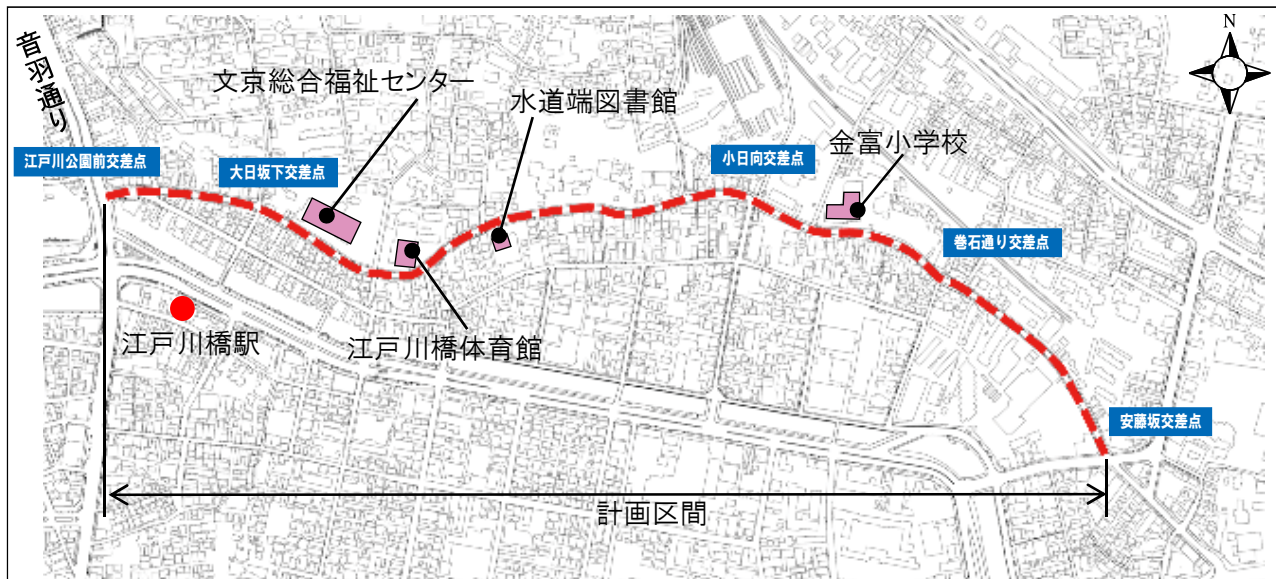 音羽通り
N
文京総合福祉センター
水道端図書館
金富小学校
江戸川公園前交差点
大日坂下交差点
小日向交差点
巻石通り交差点
江戸川橋駅
江戸川橋体育館
安藤坂交差点
計画区間